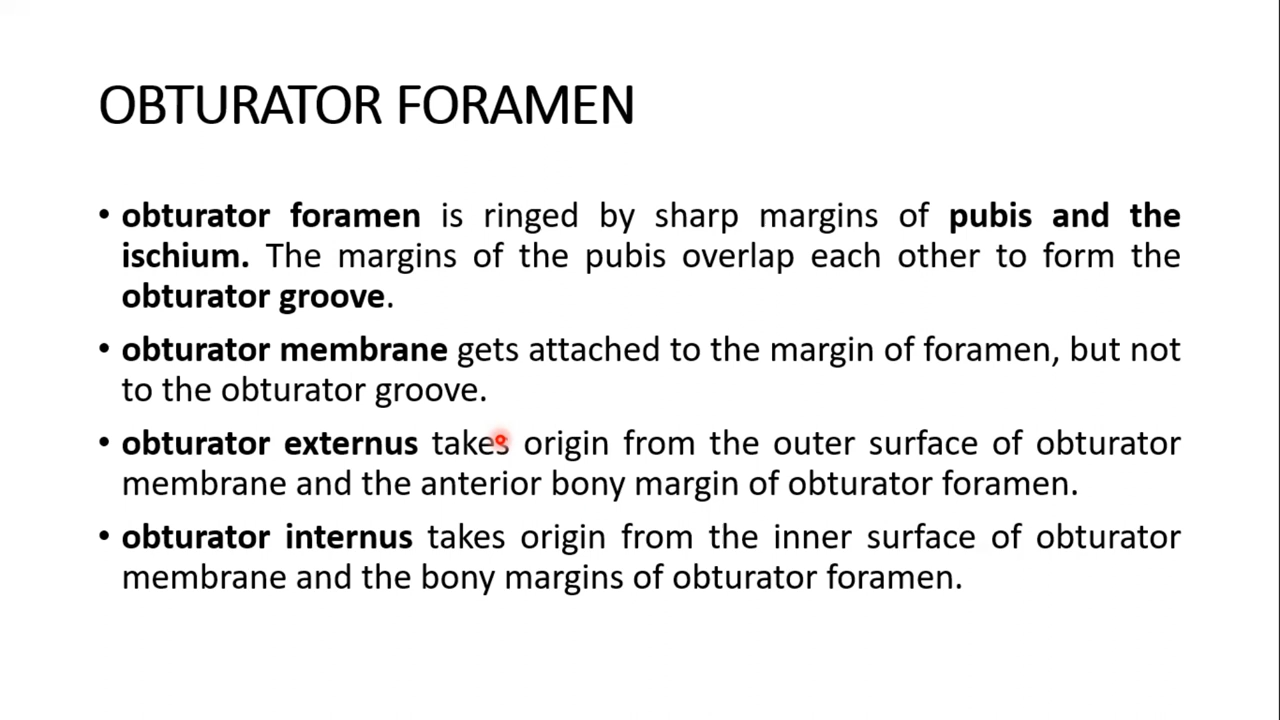 OBTURATOR FORAMEN
• obturator foramen is ringed by sharp margins of pubis and the
ischium. The margins of the pubis overlap each other to form the
obturator groove.
• obturator membrane gets attached to the margin of foramen, but not
to the obturator groove.
• obturator externus takes origin from the outer surface of obturator
membrane and the anterior bony margin of obturator foramen.
• obturator internus takes origin from the inner surface of obturator
membrane and the bony margins of obturator foramen.